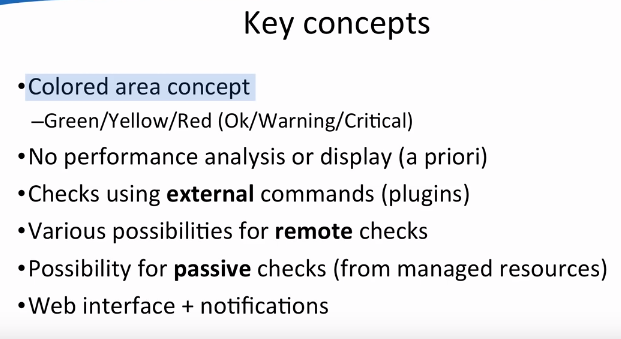 Key concepts
•Colored area concept
–Green/Yellow/Red (Ok/Warning/Critical)
•No performance analysis or display (a priori)
•Checks using external commands (plugins)
•Various possibilities for remote checks
•Possibility for passive checks (from managed resources)
•Web interface + notifications